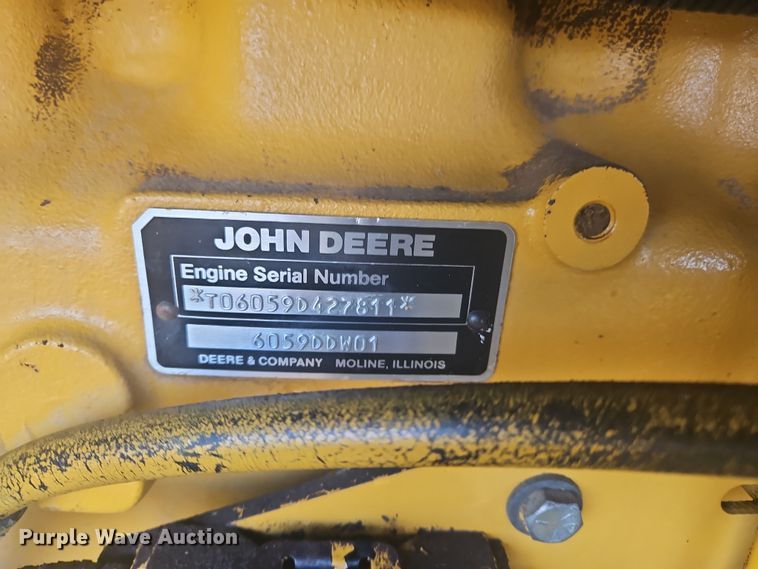 JOHN DEERE
Engine Serial Number
*T06059D427811*
6059DDW01
DEERE & COMPANY MOLINE, ILLINOIS
Purple Wave Auction